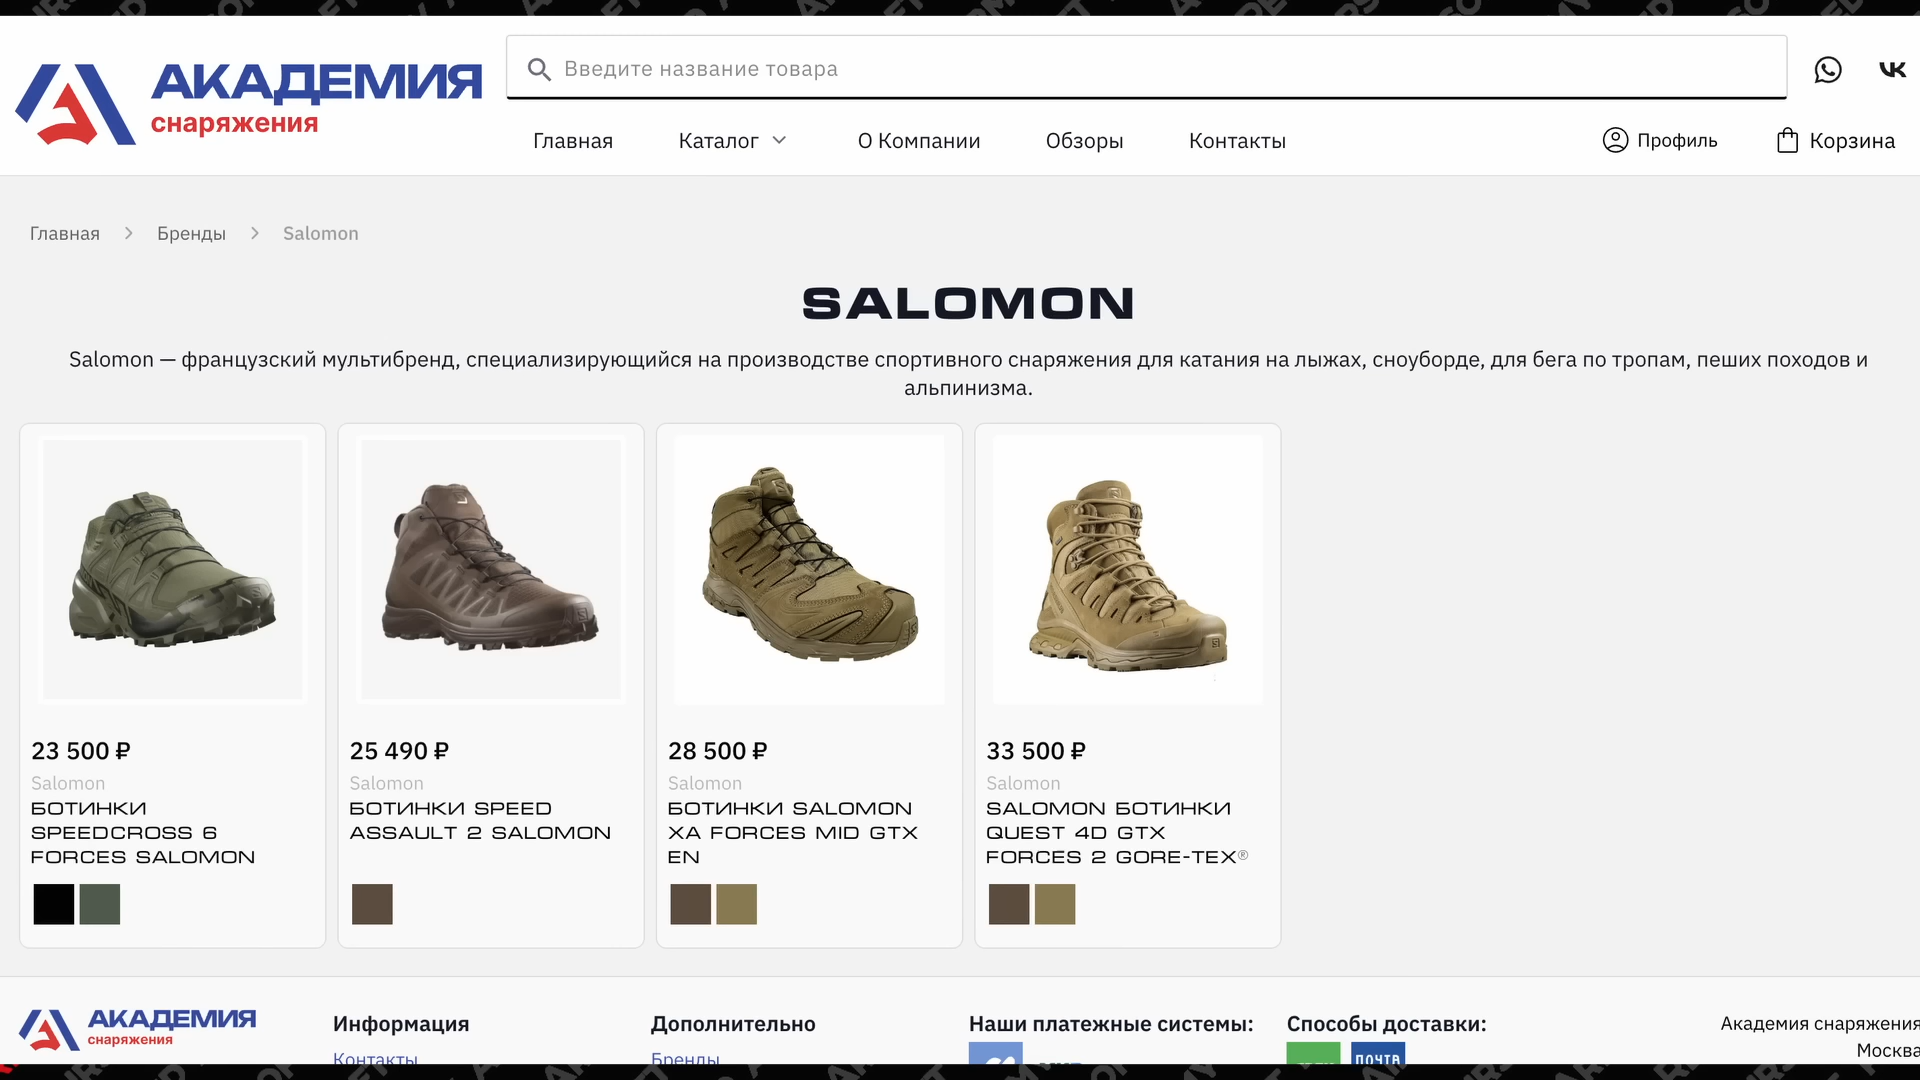 АКАДЕМИЯ
снаряжения
Введите название товара
Главная
Каталог
О Компании
Обзоры
Контакты
Профиль
Корзина
Главная
Бренды
Salomon
SALOMON
Salomon — французский мультибренд, специализирующийся на производстве спортивного снаряжения для катания на лыжах, сноуборде, для бега по тропам, пеших походов и
альпинизма.
23 500 ₽
Salomon
БОТИНКИ
SPEEDCROSS 6
FORCES SALOMON
25 490 ₽
Salomon
БОТИНКИ SPEED
ASSAULT 2 SALOMON
28 500 ₽
Salomon
БОТИНКИ SALOMON
XA FORCES MID GTX
EN
33 500 ₽
Salomon
SALOMON БОТИНКИ
QUEST 4D GTX
FORCES 2 GORE-TEX®
АКАДЕМИЯ
снаряжения
Информация
Контакты
Дополнительно
Бренды
Наши платежные системы:
Способы доставки:
ПОЧТА
Академия снаряжения
Москва